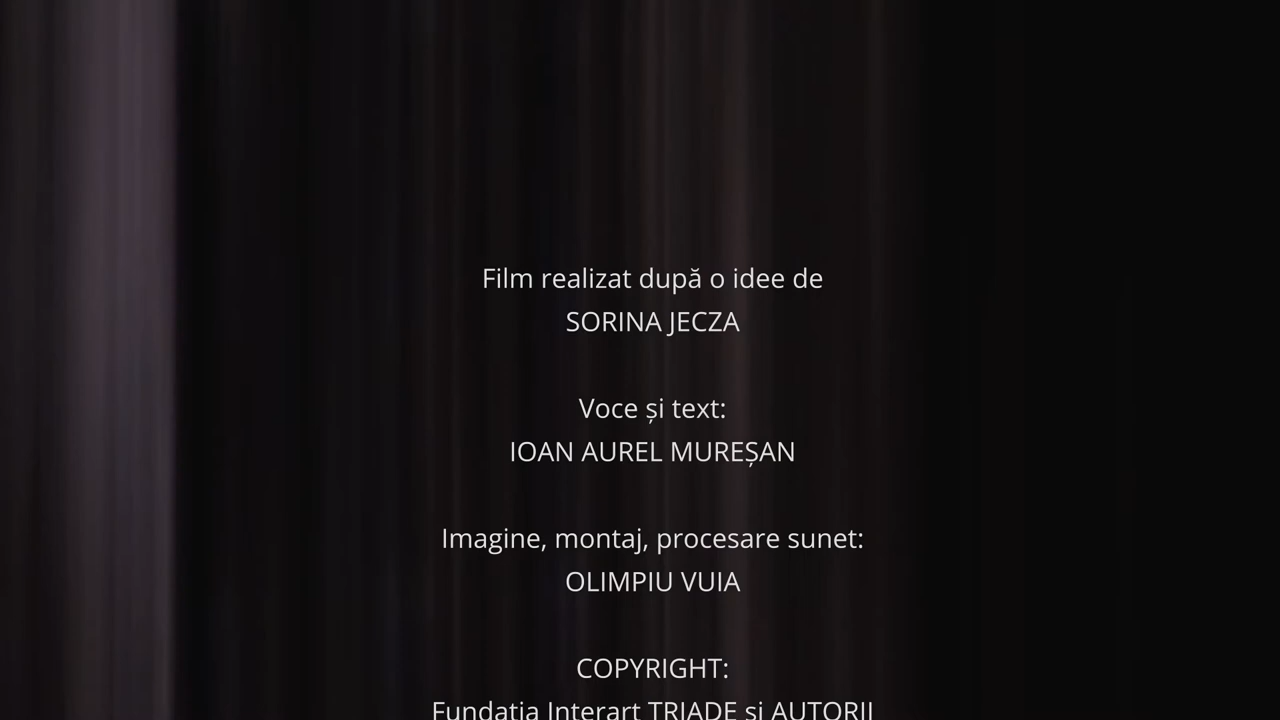 Film realizat după o idee de
SORINA JECZA
Voce și text:
IOAN AUREL MUREȘAN
Imagine, montaj, procesare sunet:
OLIMPIU VUIA
COPYRIGHT:
Fundația Interart TRIADE și AUTORII